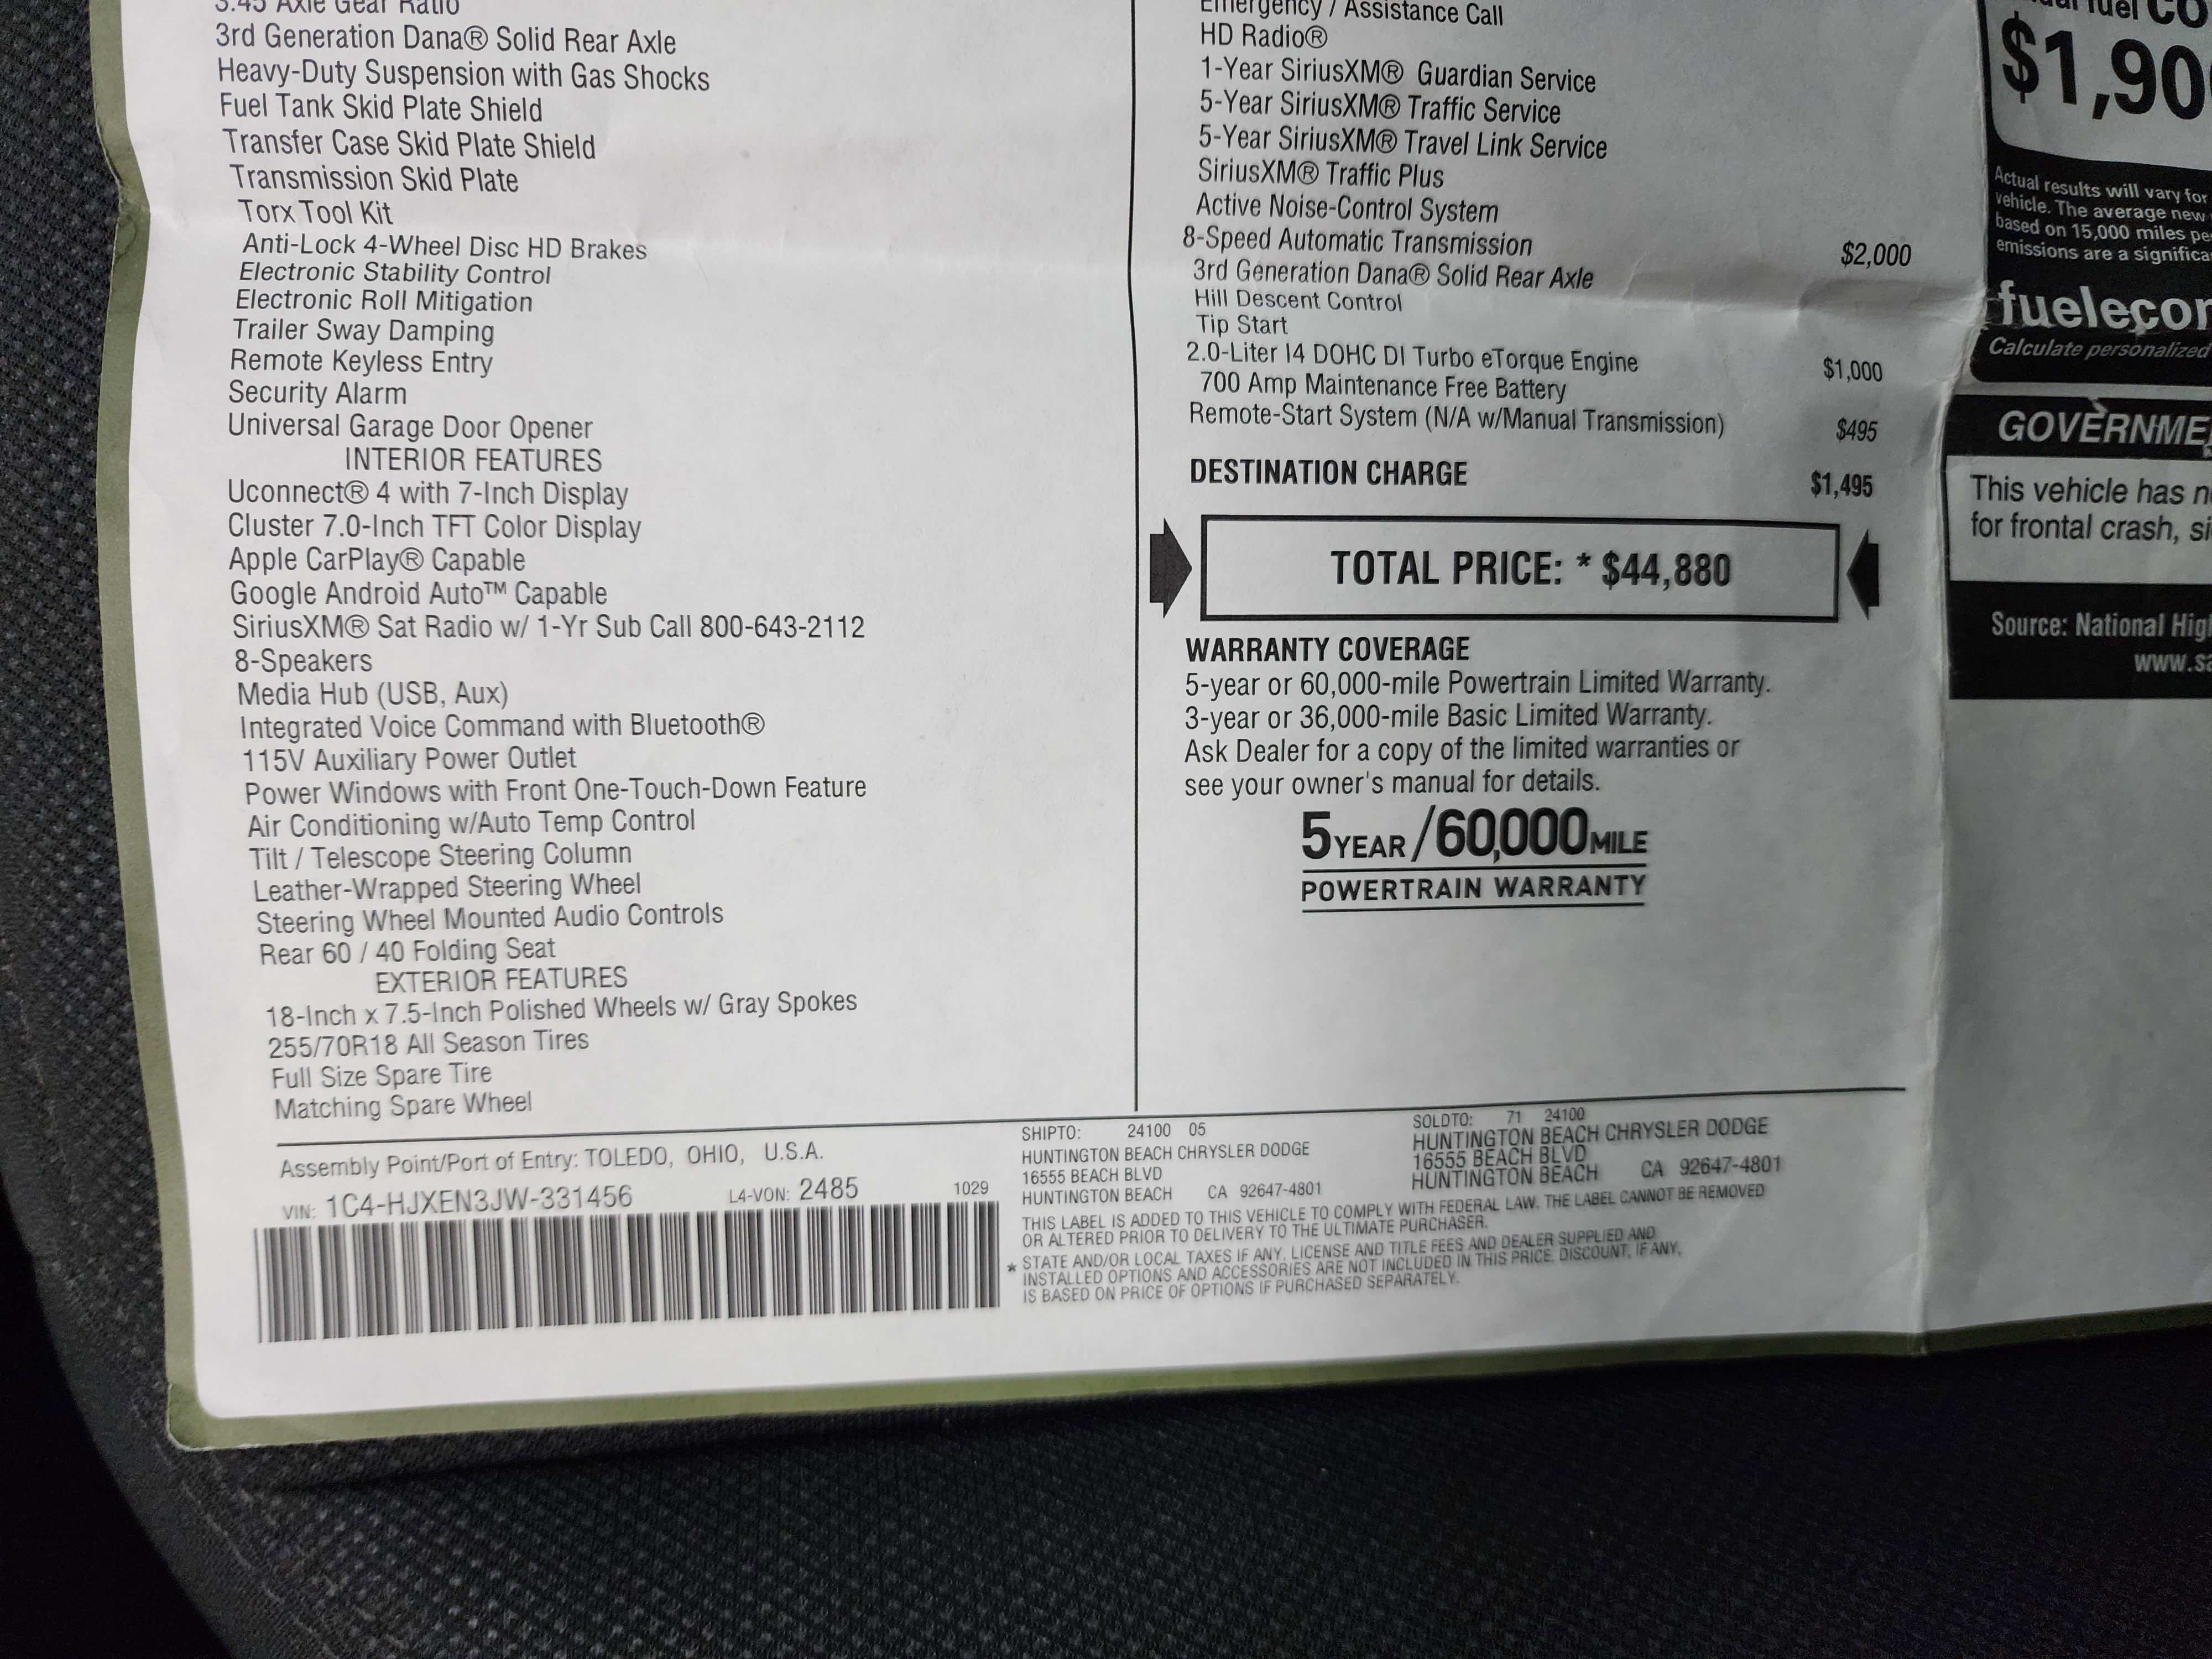 3.45 Axle Gear Ratio
3rd Generation Dana® Solid Rear Axle
Heavy-Duty Suspension with Gas Shocks
Fuel Tank Skid Plate Shield
Transfer Case Skid Plate Shield
Transmission Skid Plate
Torx Tool Kit
Anti-Lock 4-Wheel Disc HD Brakes
Electronic Stability Control
Electronic Roll Mitigation
Trailer Sway Damping
Remote Keyless Entry
Security Alarm
Universal Garage Door Opener
INTERIOR FEATURES
Uconnect® 4 with 7-Inch Display
Cluster 7.0-Inch TFT Color Display
Apple CarPlay® Capable
Google Android Auto™ Capable
SiriusXM® Sat Radio w/ 1-Yr Sub Call 800-643-2112
8-Speakers
Media Hub (USB, Aux)
Integrated Voice Command with Bluetooth®
115V Auxiliary Power Outlet
Power Windows with Front One-Touch-Down Feature
Air Conditioning w/Auto Temp Control
Tilt / Telescope Steering Column
Leather-Wrapped Steering Wheel
Steering Wheel Mounted Audio Controls
Rear 60 / 40 Folding Seat
EXTERIOR FEATURES
18-Inch x 7.5-Inch Polished Wheels w/ Gray Spokes
255/70R18 All Season Tires
Full Size Spare Tire
Matching Spare Wheel
Emergency / Assistance Call
HD Radio®
1-Year SiriusXM® Guardian Service
5-Year SiriusXM® Traffic Service
5-Year SiriusXM® Travel Link Service
SiriusXM® Traffic Plus
Active Noise-Control System
8-Speed Automatic Transmission $2,000
3rd Generation Dana® Solid Rear Axle
Hill Descent Control
Tip Start
2.0-Liter I4 DOHC DI Turbo eTorque Engine $1,000
700 Amp Maintenance Free Battery
Remote-Start System (N/A w/Manual Transmission) $495
DESTINATION CHARGE $1,495
TOTAL PRICE: * $44,880
WARRANTY COVERAGE
5-year or 60,000-mile Powertrain Limited Warranty.
3-year or 36,000-mile Basic Limited Warranty.
Ask Dealer for a copy of the limited warranties or
see your owner's manual for details.
5 YEAR / 60,000 MILE
POWERTRAIN WARRANTY
fuel CO
$1,90
Actual results will vary for
vehicle. The average new
based on 15,000 miles pe
emissions are a significa
fueleco
Calculate personalized
GOVERNME
This vehicle has n
for frontal crash, si
Source: National Hig
www.sa
Assembly Point/Port of Entry: TOLEDO, OHIO, U.S.A.
VIN: 1C4-HJXEN3JW-331456 L4-VON: 2485 1029
SHIPTO: 24100 05
HUNTINGTON BEACH CHRYSLER DODGE
16555 BEACH BLVD
HUNTINGTON BEACH CA 92647-4801
SOLDTO: 71 24100
HUNTINGTON BEACH CHRYSLER DODGE
16555 BEACH BLVD
HUNTINGTON BEACH CA 92647-4801
THIS LABEL IS ADDED TO THIS VEHICLE TO COMPLY WITH FEDERAL LAW. THE LABEL CANNOT BE REMOVED
OR ALTERED PRIOR TO DELIVERY TO THE ULTIMATE PURCHASER.
* STATE AND/OR LOCAL TAXES IF ANY, LICENSE AND TITLE FEES AND DEALER SUPPLIED AND
INSTALLED OPTIONS AND ACCESSORIES ARE NOT INCLUDED IN THIS PRICE. DISCOUNT, IF ANY,
IS BASED ON PRICE OF OPTIONS IF PURCHASED SEPARATELY.